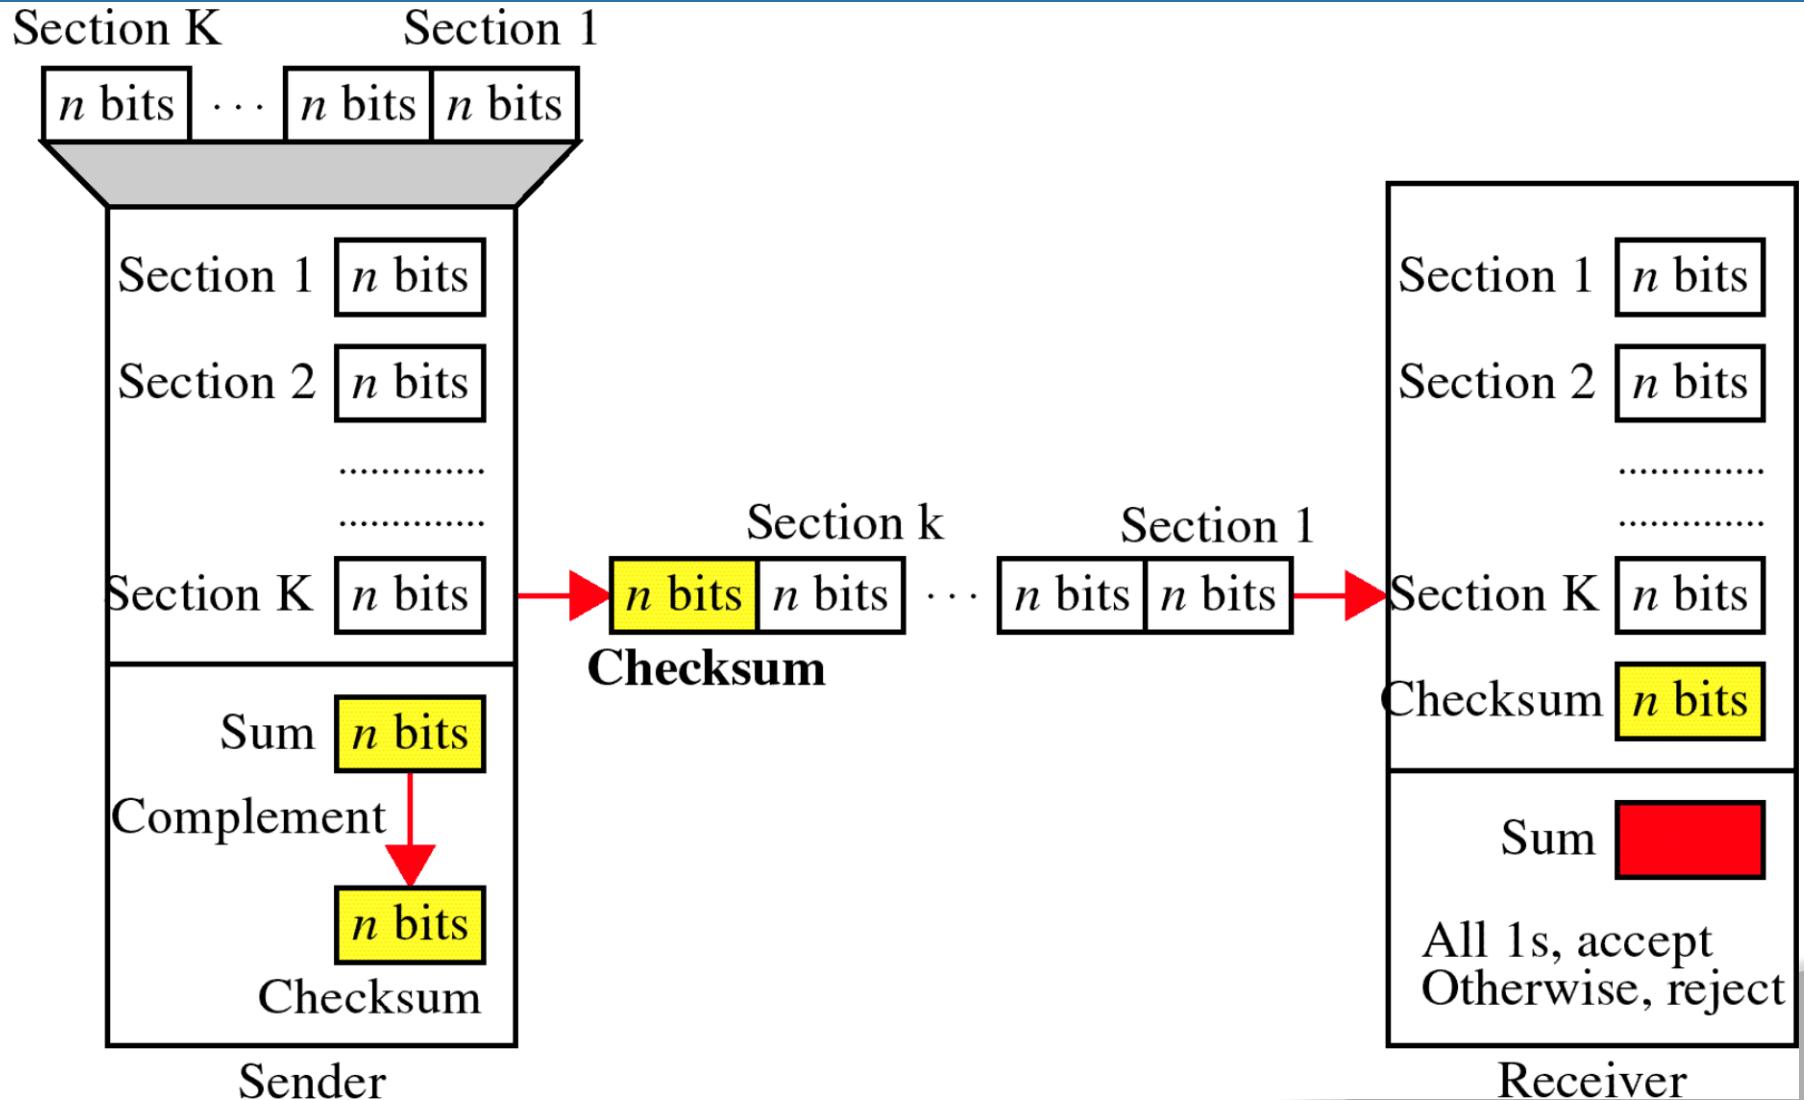 Section K Section 1
n bits ... n bits n bits
Section 1 n bits
Section 2 n bits
..............
..............
Section K n bits
Sum n bits
Complement
n bits
Checksum
Sender
Section k Section 1
n bits n bits ... n bits n bits
Checksum
Section 1 n bits
Section 2 n bits
..............
..............
Section K n bits
Checksum n bits
Sum
All 1s, accept
Otherwise, reject
Receiver